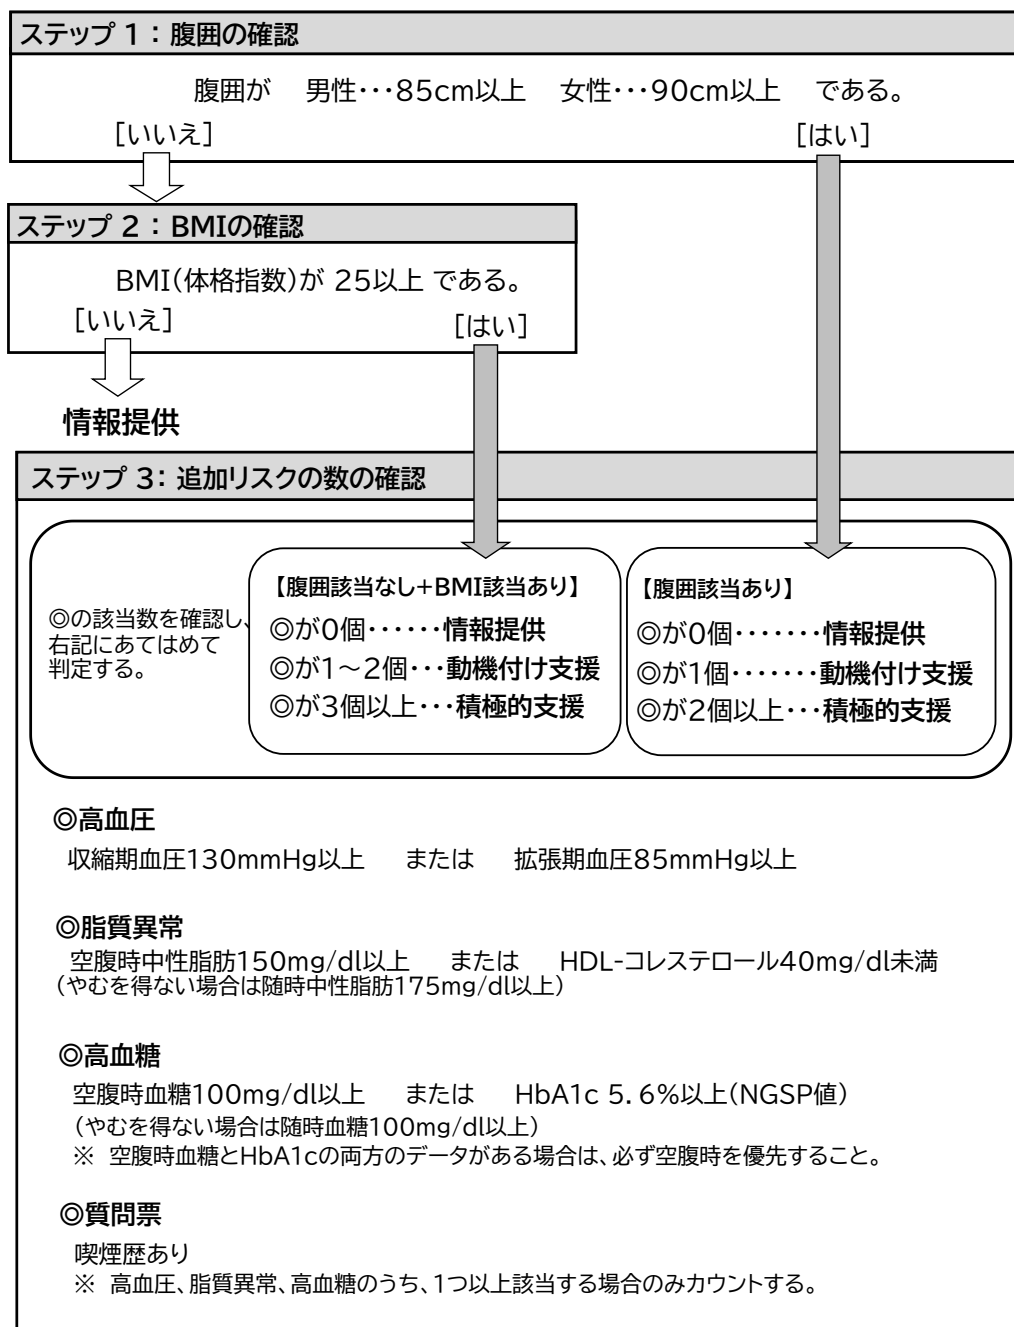 ステップ 1 : 腹囲の確認
腹囲が 男性・・・85cm以上 女性・・・90cm以上 である。
[いいえ] [はい]
ステップ 2 : BMIの確認
BMI(体格指数)が 25以上 である。
[いいえ] [はい]
情報提供
ステップ 3: 追加リスクの数の確認
◎の該当数を確認し、
右記にあてはめて
判定する。
【腹囲該当なし+BMI該当あり】
◎が0個・・・・・・情報提供
◎が1~2個・・・動機付け支援
◎が3個以上・・・積極的支援
【腹囲該当あり】
◎が0個・・・・・・・情報提供
◎が1個・・・・・・・動機付け支援
◎が2個以上・・・積極的支援
◎高血圧
収縮期血圧130mmHg以上 または 拡張期血圧85mmHg以上
◎脂質異常
空腹時中性脂肪150mg/dl以上 または HDL-コレステロール40mg/dl未満
(やむを得ない場合は随時中性脂肪175mg/dl以上)
◎高血糖
空腹時血糖100mg/dl以上 または HbA1c 5.6%以上(NGSP値)
(やむを得ない場合は随時血糖100mg/dl以上)
※ 空腹時血糖とHbA1cの両方のデータがある場合は、必ず空腹時を優先すること。
◎質問票
喫煙歴あり
※ 高血圧、脂質異常、高血糖のうち、1つ以上該当する場合のみカウントする。